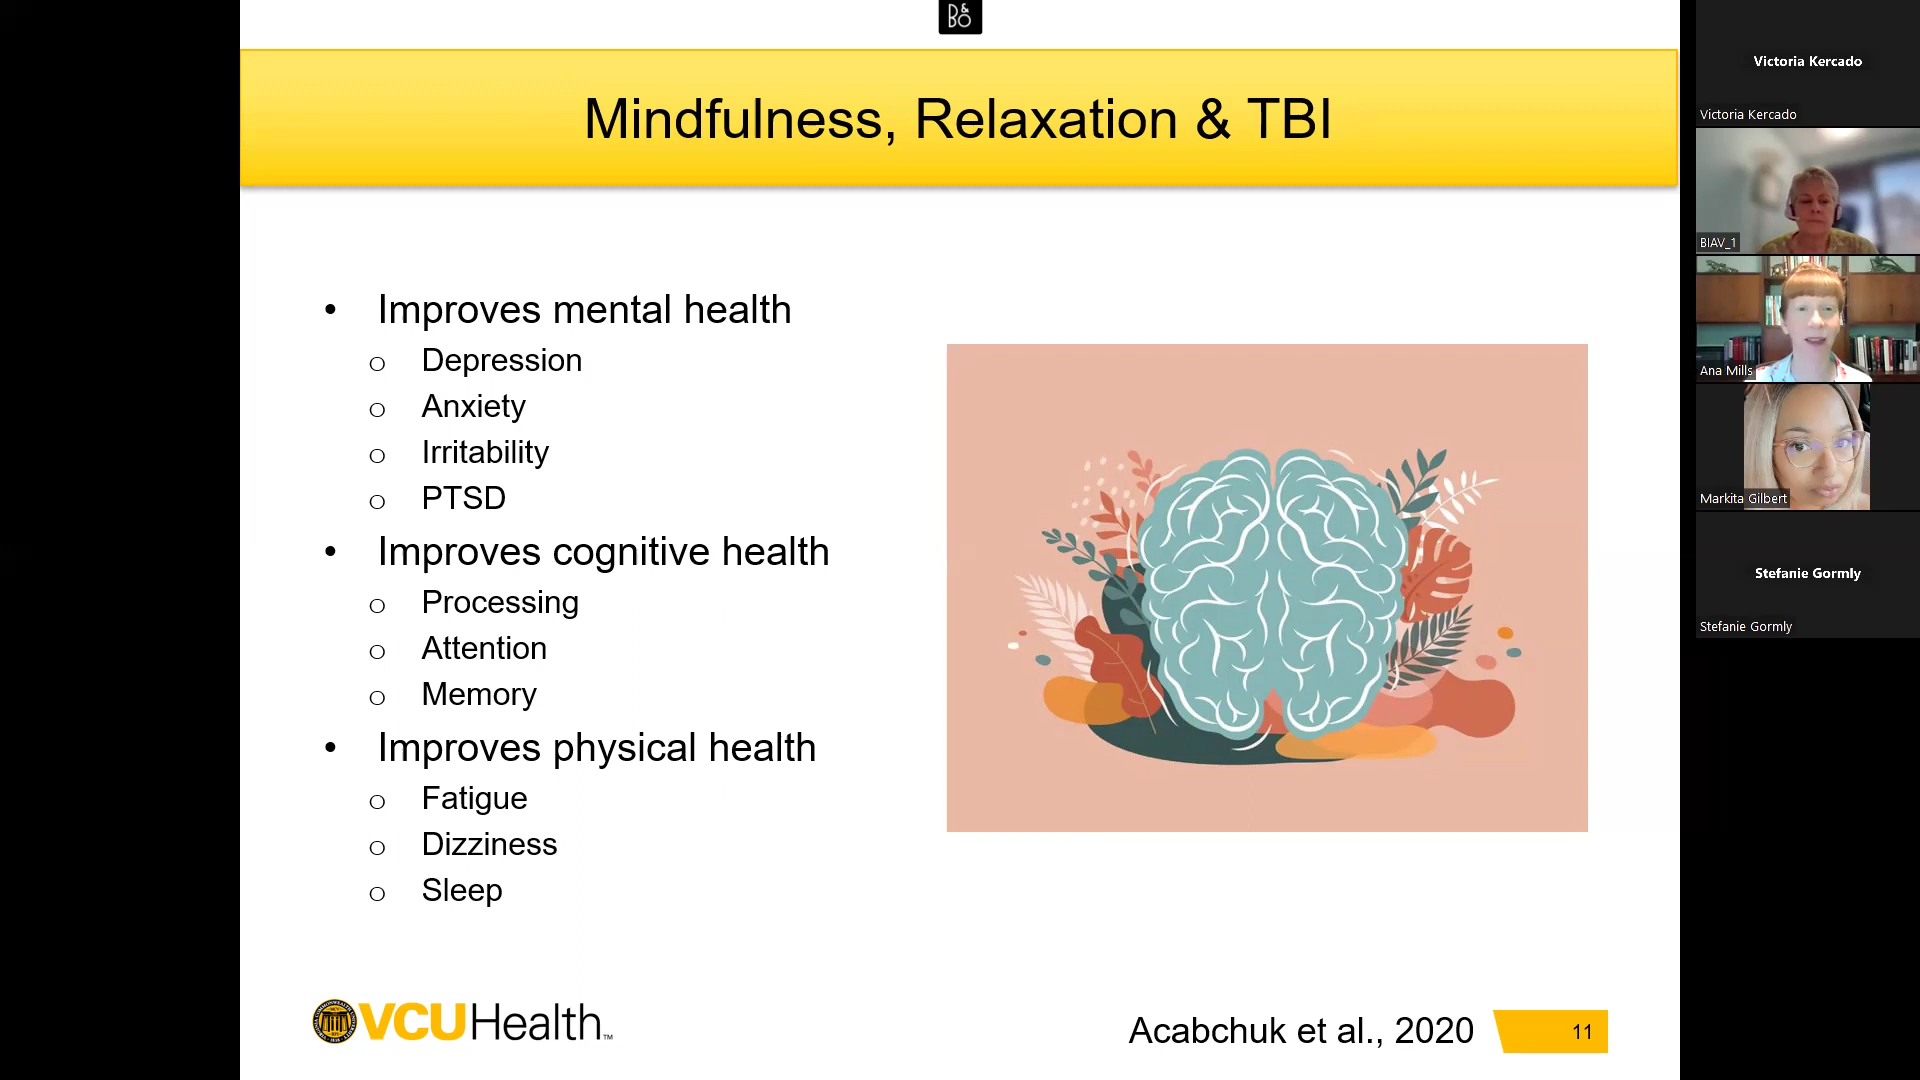 B&O
Mindfulness, Relaxation & TBI
• Improves mental health
o Depression
o Anxiety
o Irritability
o PTSD
• Improves cognitive health
o Processing
o Attention
o Memory
• Improves physical health
o Fatigue
o Dizziness
o Sleep
VCUHealth™
Acabchuk et al., 2020
11
Victoria Kercado
Victoria Kercado
BIAV_1
Ana Mills
Markita Gilbert
Stefanie Gormly
Stefanie Gormly